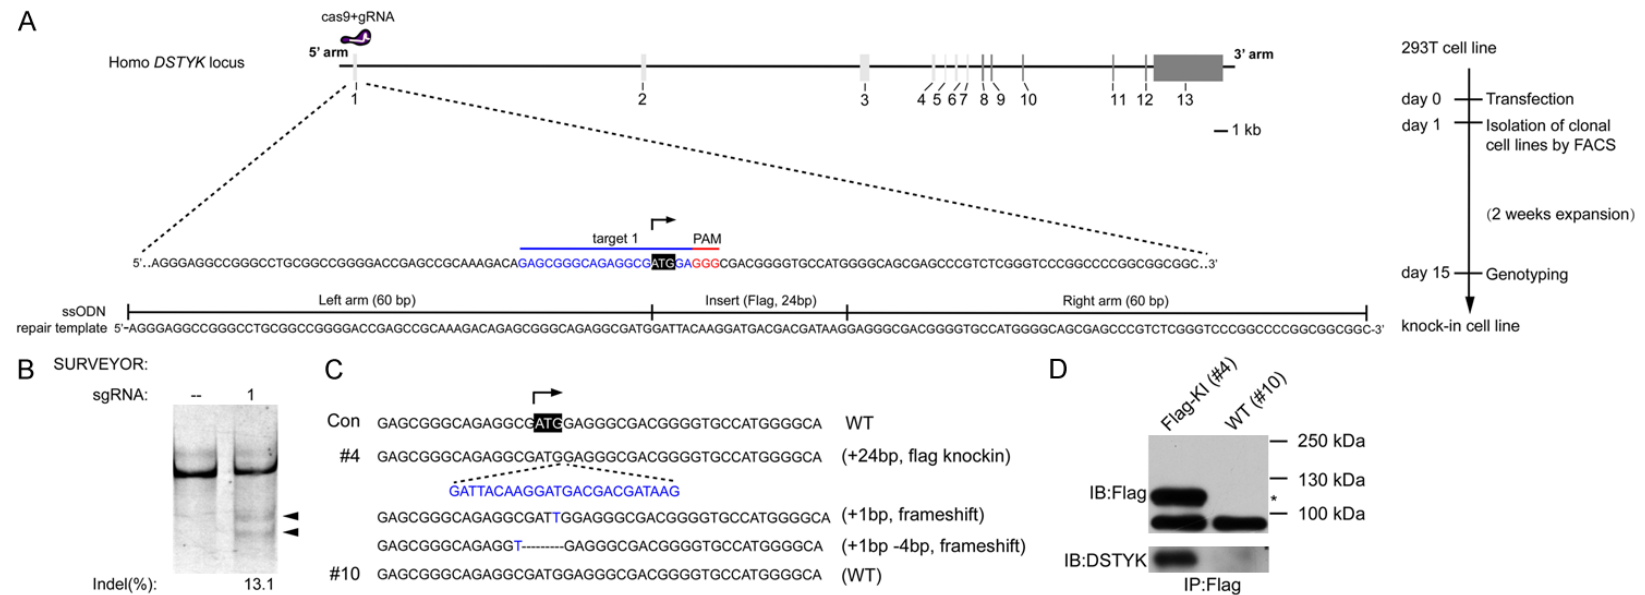 A
cas9+gRNA
5' arm
3' arm
Homo DSTYK locus
1 2 3 4 5 6 7 8 9 10 11 12 13
1 kb
target 1 PAM
5'..AGGGAGGCCGGGCCTGCGGCCGGGGACCGAGCCGCAAAGACAGAGCGGGCAGAGGCGATGGAGGGCGACGGGGTGCCATGGGGCAGCGAGCCCGTCTCGGGTCCCGGCCCCGGCGGCGGC..3'
Left arm (60 bp) Insert (Flag, 24bp) Right arm (60 bp)
ssODN
repair template 5'-AGGGAGGCCGGGCCTGCGGCCGGGGACCGAGCCGCAAAGACAGAGCGGGCAGAGGCGATGGATTACAAGGATGACGACGATAAGGAGGGCGACGGGGTGCCATGGGGCAGCGAGCCCGTCTCGGGTCCCGGCCCCGGCGGCGGC-3'
293T cell line
day 0 Transfection
day 1 Isolation of clonal
cell lines by FACS
(2 weeks expansion)
day 15 Genotyping
knock-in cell line
B
SURVEYOR:
sgRNA: -- 1
Indel(%): 13.1
C
Con GAGCGGGCAGAGGCGATGGAGGGCGACGGGGTGCCATGGGGCA WT
#4 GAGCGGGCAGAGGCGATGGAGGGCGACGGGGTGCCATGGGGCA (+24bp, flag knockin)
GATTACAAGGATGACGACGATAAG
GAGCGGGCAGAGGCGATTGGAGGGCGACGGGGTGCCATGGGGCA (+1bp, frameshift)
GAGCGGGCAGAGGT---------GAGGGCGACGGGGTGCCATGGGGCA (+1bp -4bp, frameshift)
#10 GAGCGGGCAGAGGCGATGGAGGGCGACGGGGTGCCATGGGGCA (WT)
D
Flag-KI (#4) WT (#10)
250 kDa
130 kDa
IB:Flag *
100 kDa
IB:DSTYK
IP:Flag